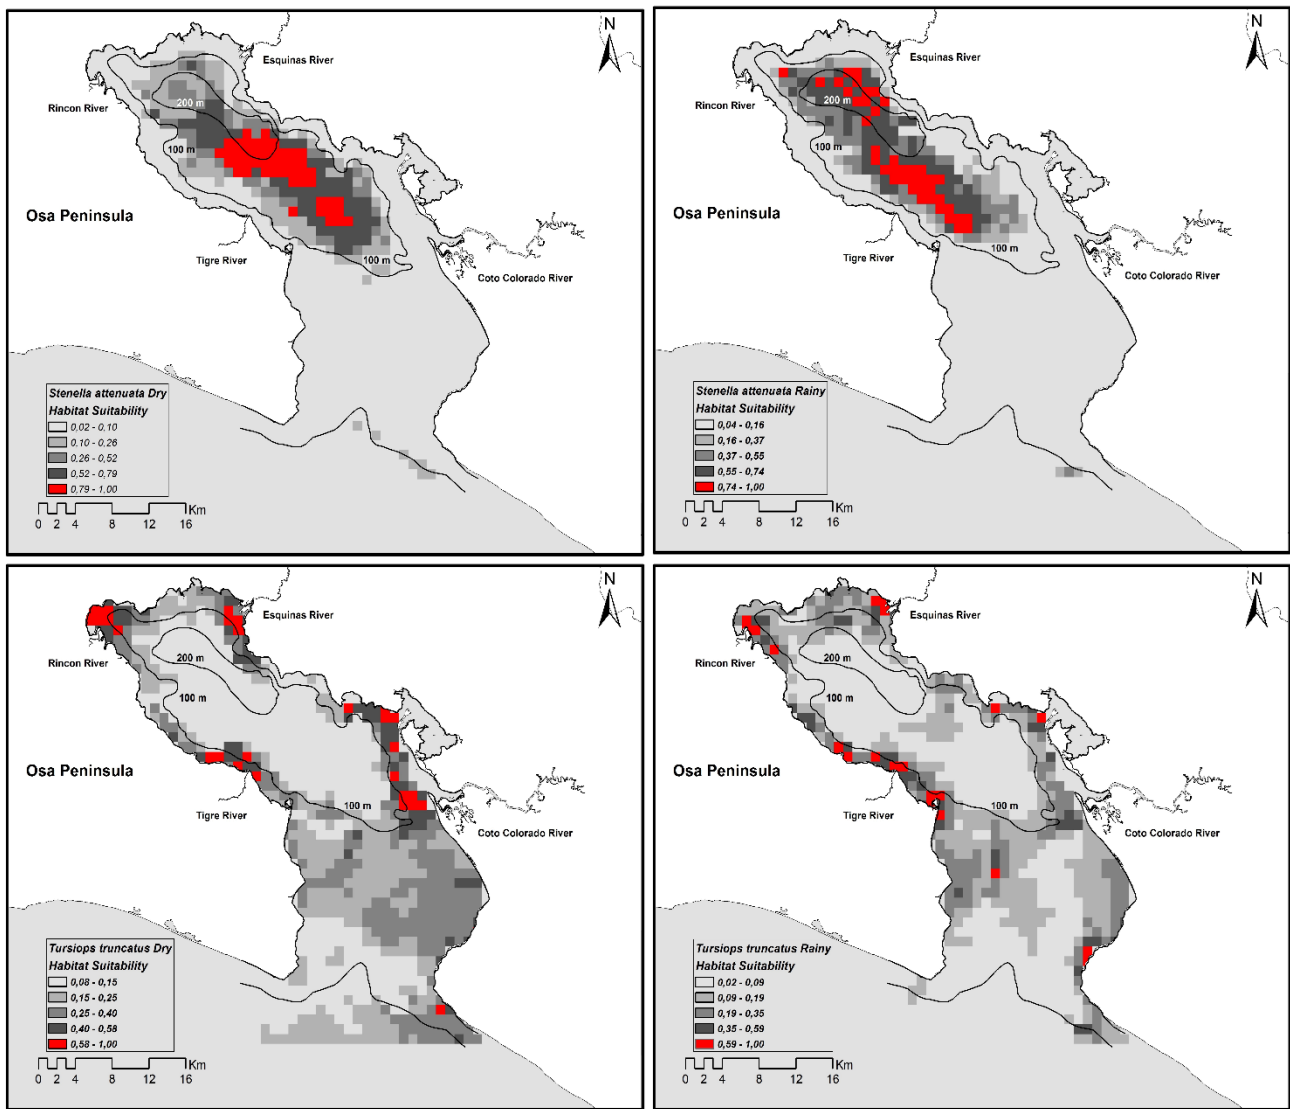 N
Esquinas River
Rincon River
200 m
100 m
Osa Peninsula
Tigre River
100 m
Coto Colorado River
Stenella attenuata Dry
Habitat Suitability
0,02 - 0,10
0,10 - 0,26
0,26 - 0,52
0,52 - 0,79
0,79 - 1,00
Km
0 2 4 8 12 16
N
Esquinas River
Rincon River
200 m
100 m
Osa Peninsula
Tigre River
100 m
Coto Colorado River
Stenella attenuata Rainy
Habitat Suitability
0,04 - 0,16
0,16 - 0,37
0,37 - 0,55
0,55 - 0,74
0,74 - 1,00
Km
0 2 4 8 12 16
N
Esquinas River
Rincon River
200 m
100 m
Osa Peninsula
100 m
Tigre River
Coto Colorado River
Tursiops truncatus Dry
Habitat Suitability
0,08 - 0,15
0,15 - 0,25
0,25 - 0,40
0,40 - 0,58
0,58 - 1,00
Km
0 2 4 8 12 16
N
Esquinas River
Rincon River
200 m
100 m
Osa Peninsula
100 m
Tigre River
Coto Colorado River
Tursiops truncatus Rainy
Habitat Suitability
0,02 - 0,09
0,09 - 0,19
0,19 - 0,35
0,35 - 0,59
0,59 - 1,00
Km
0 2 4 8 12 16